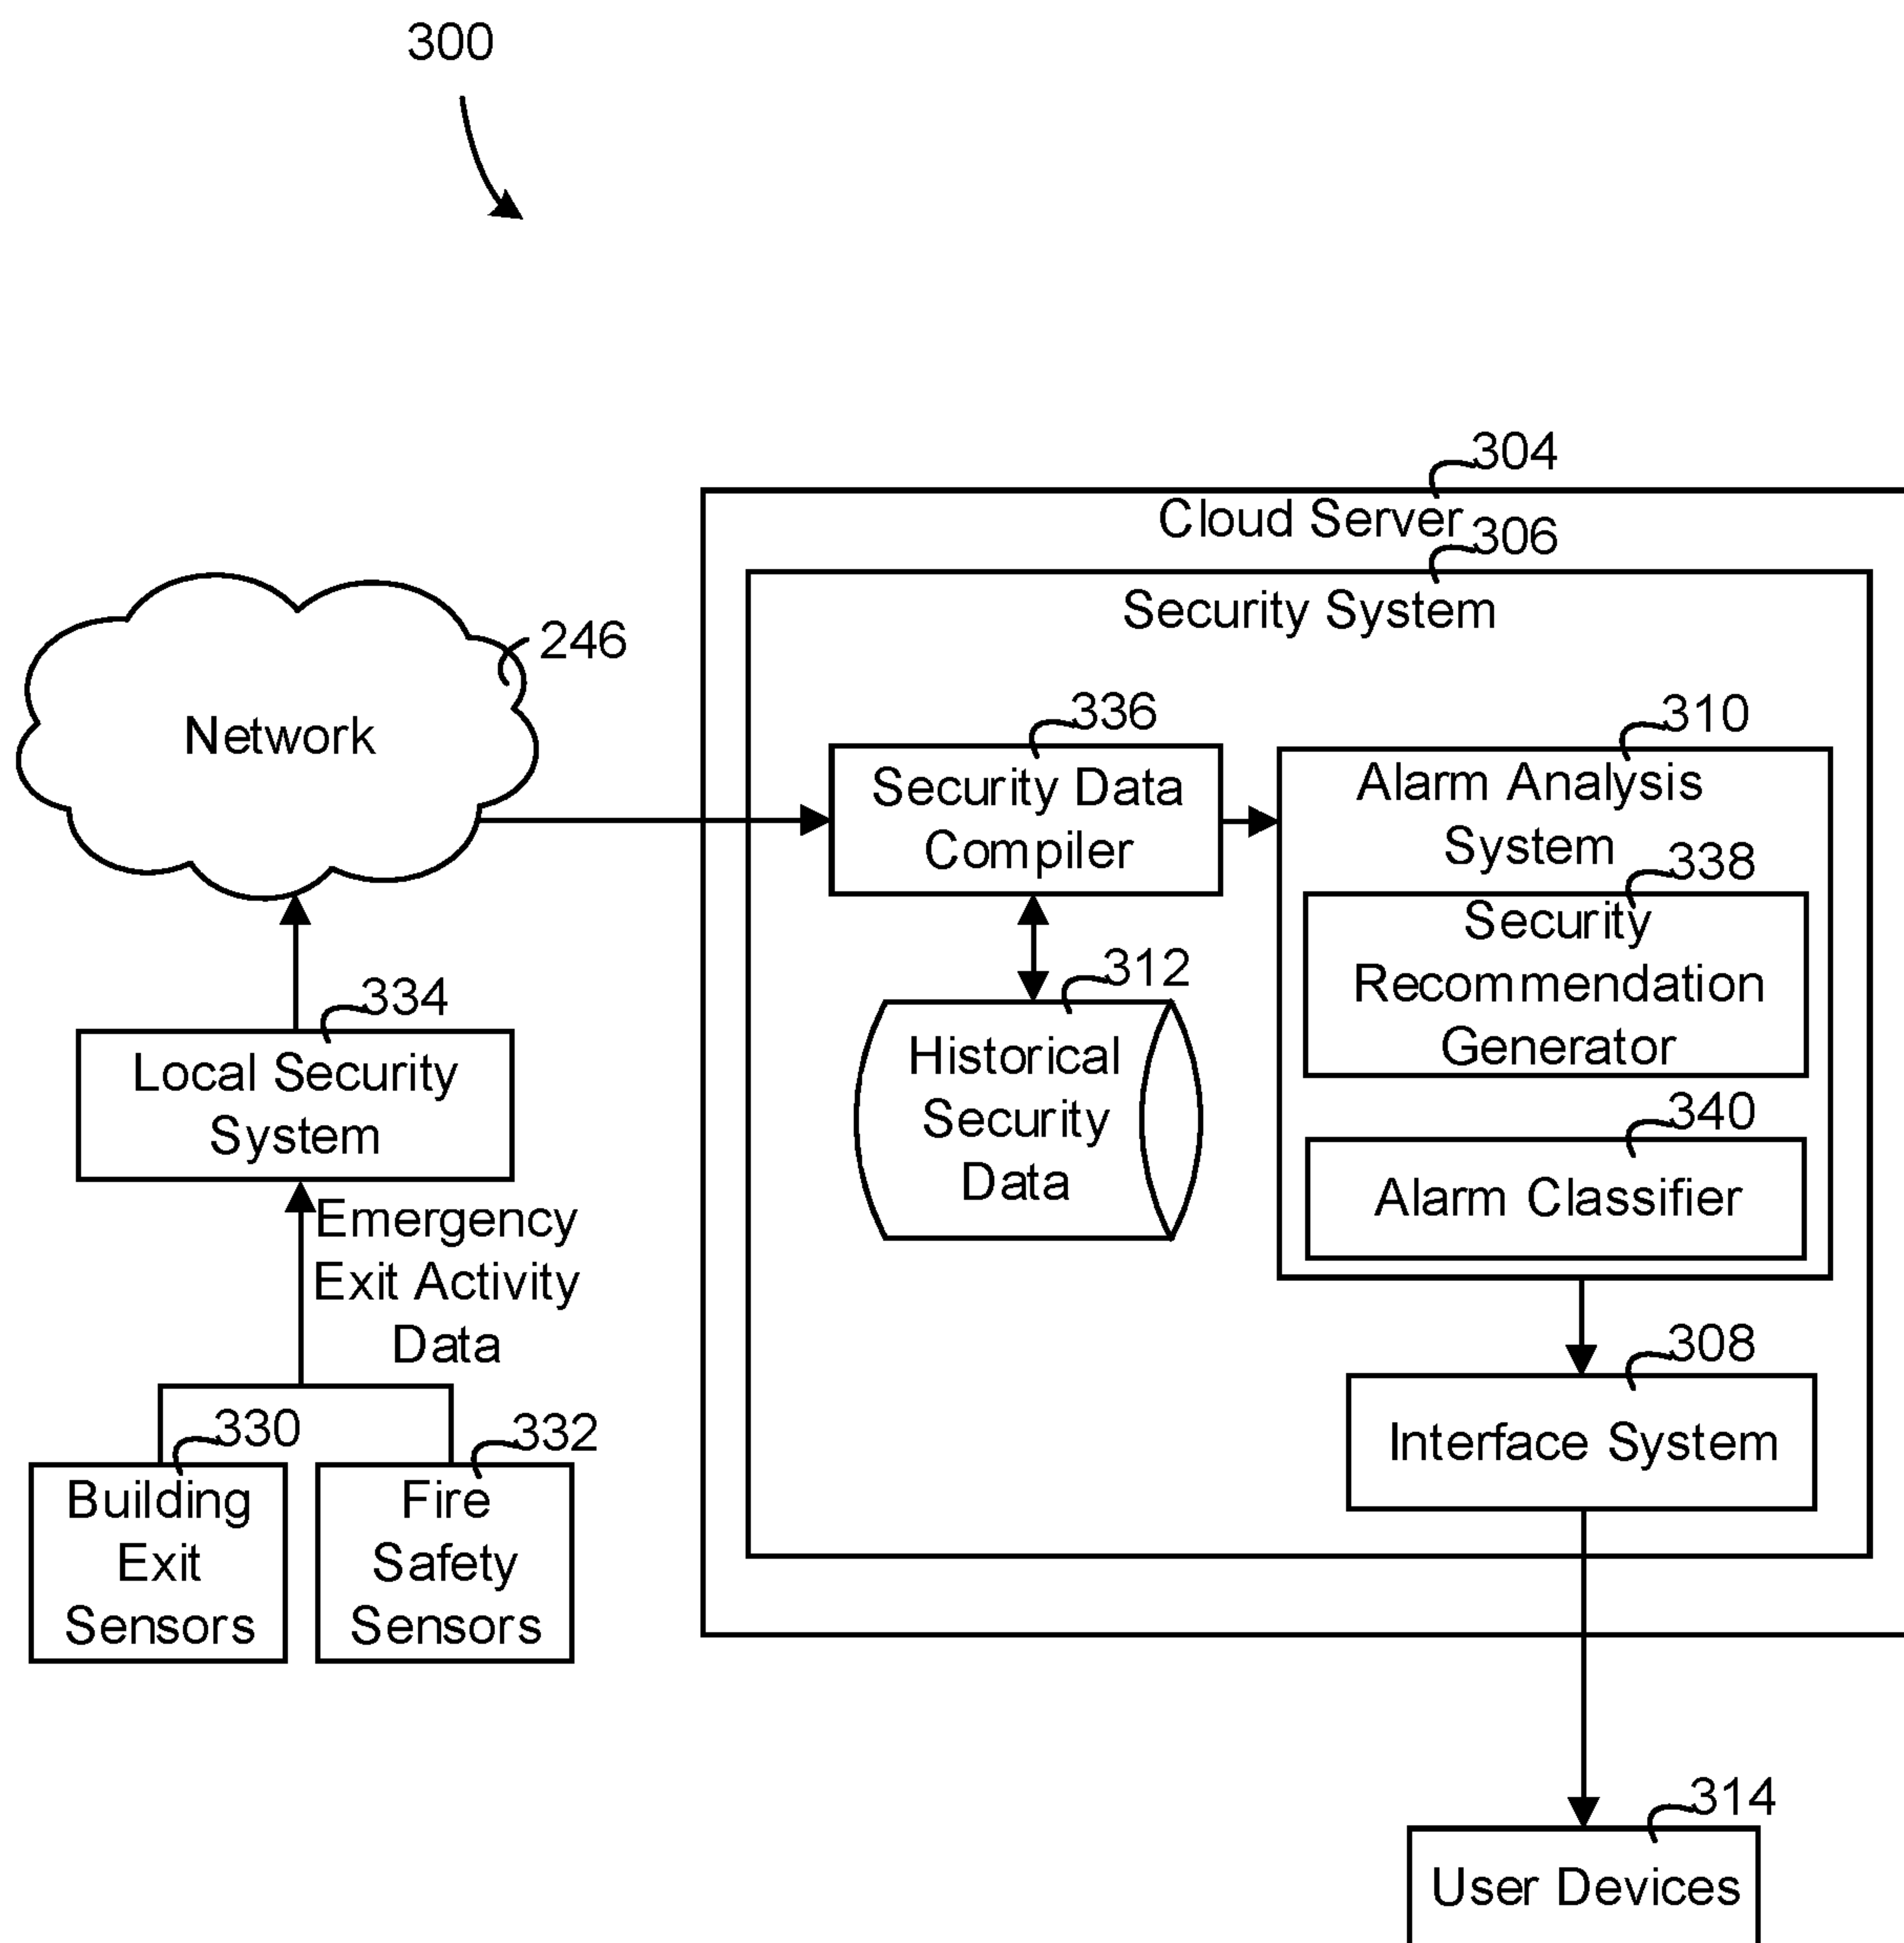 300
304
Cloud Server
306
Security System
246
Network
336
Security Data
Compiler
310
Alarm Analysis
System
338
Security
Recommendation
Generator
312
Historical
Security
Data
340
Alarm Classifier
334
Local Security
System
Emergency
Exit Activity
Data
308
Interface System
330
Building
Exit
Sensors
332
Fire
Safety
Sensors
314
User Devices